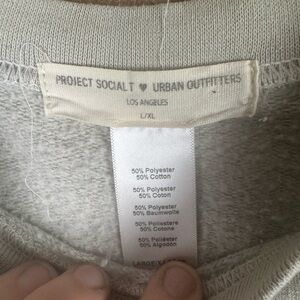 PROJECT SOCIAL T ♥ URBAN OUTFITTERS
LOS ANGELES
L/XL
50% Polyester
50% Cotton
50% Polyester
50% Coton
50% Polyester
50% Baumwolle
50% Poliestere
50% Cotone
50% Poliéster
50% Algodón